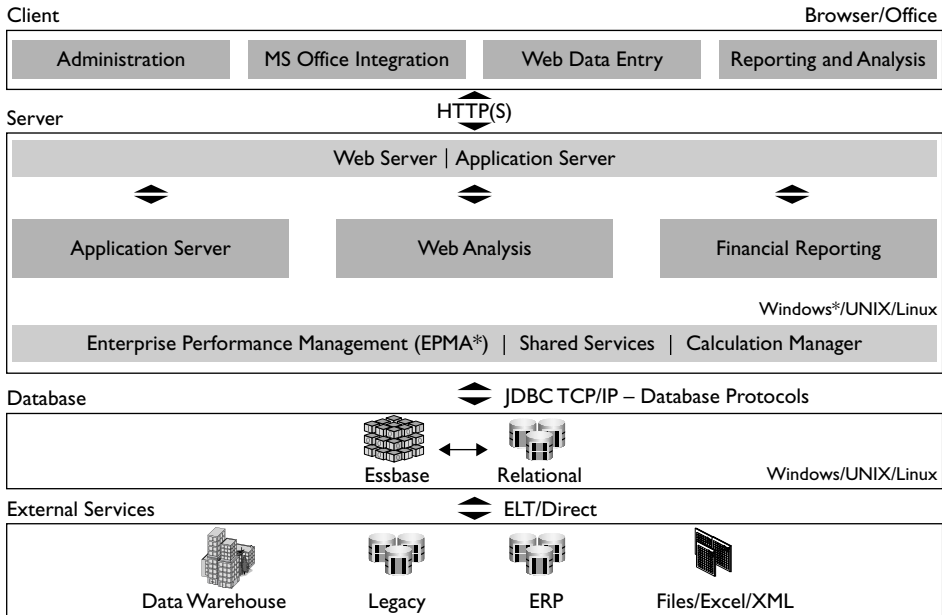 Client
Browser/Office
Administration
MS Office Integration
Web Data Entry
Reporting and Analysis
HTTP(S)
Server
Web Server | Application Server
Application Server
Web Analysis
Financial Reporting
Windows*/UNIX/Linux
Enterprise Performance Management (EPMA*) | Shared Services | Calculation Manager
Database
JDBC TCP/IP – Database Protocols
Essbase
Relational
Windows/UNIX/Linux
External Services
ELT/Direct
Data Warehouse
Legacy
ERP
Files/Excel/XML